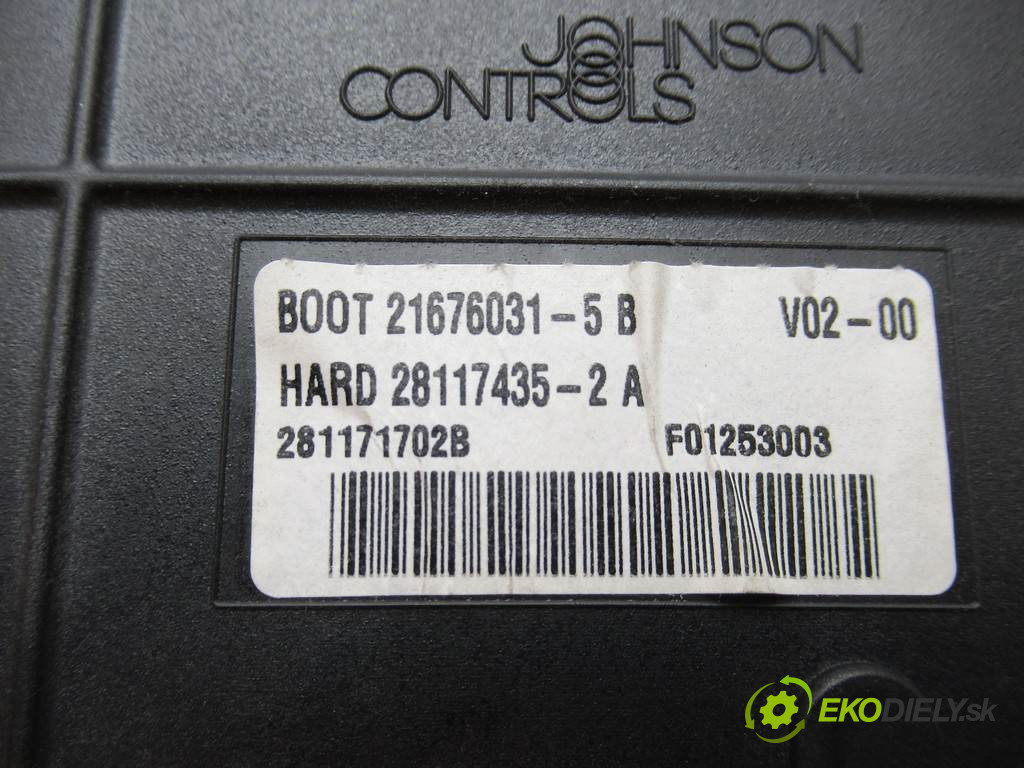 JOHNSON
CONTROLS
BOOT 21676031-5 B V02-00
HARD 28117435-2 A
281171702B F01253003
EKODIELY.sk